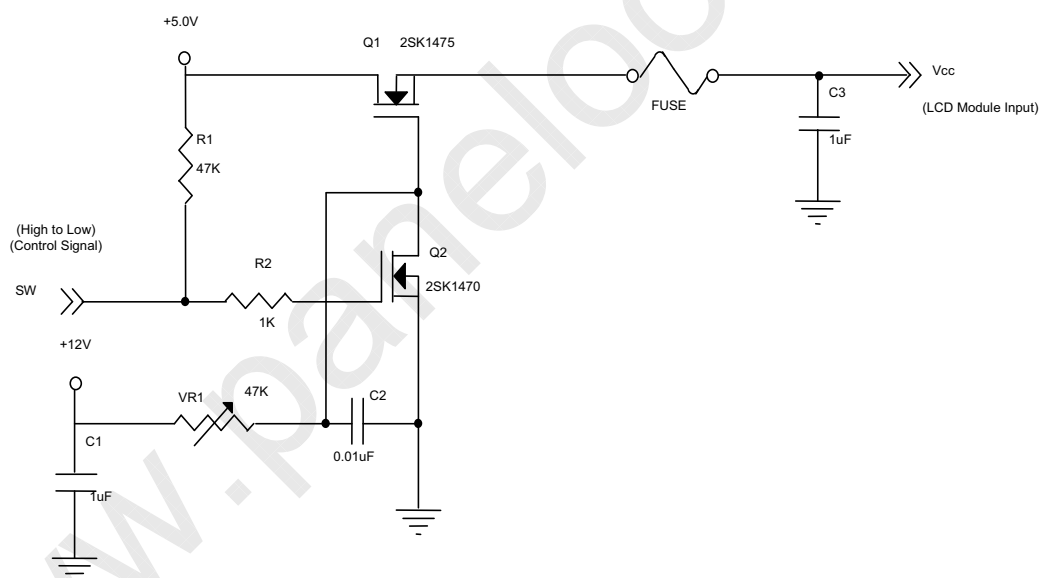 +5.0V
Q1 2SK1475
Vcc
C3
FUSE
(LCD Module Input)
R1
1uF
47K
(High to Low)
(Control Signal)
Q2
R2
SW
2SK1470
1K
+12V
VR1
47K
C2
C1
0.01uF
1uF
w.paneloo